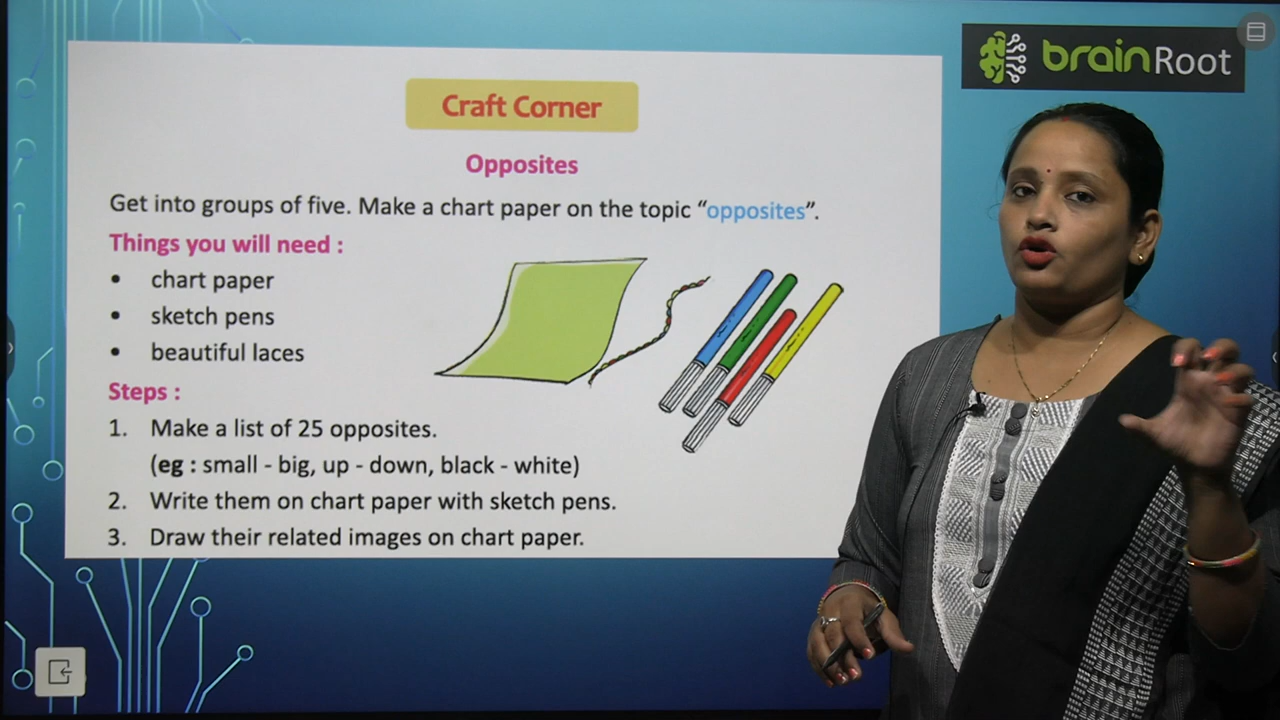 brainRoot
Craft Corner
Opposites
Get into groups of five. Make a chart paper on the topic “opposites”.
Things you will need :
• chart paper
• sketch pens
• beautiful laces
Steps :
1. Make a list of 25 opposites.
(eg : small - big, up - down, black - white)
2. Write them on chart paper with sketch pens.
3. Draw their related images on chart paper.